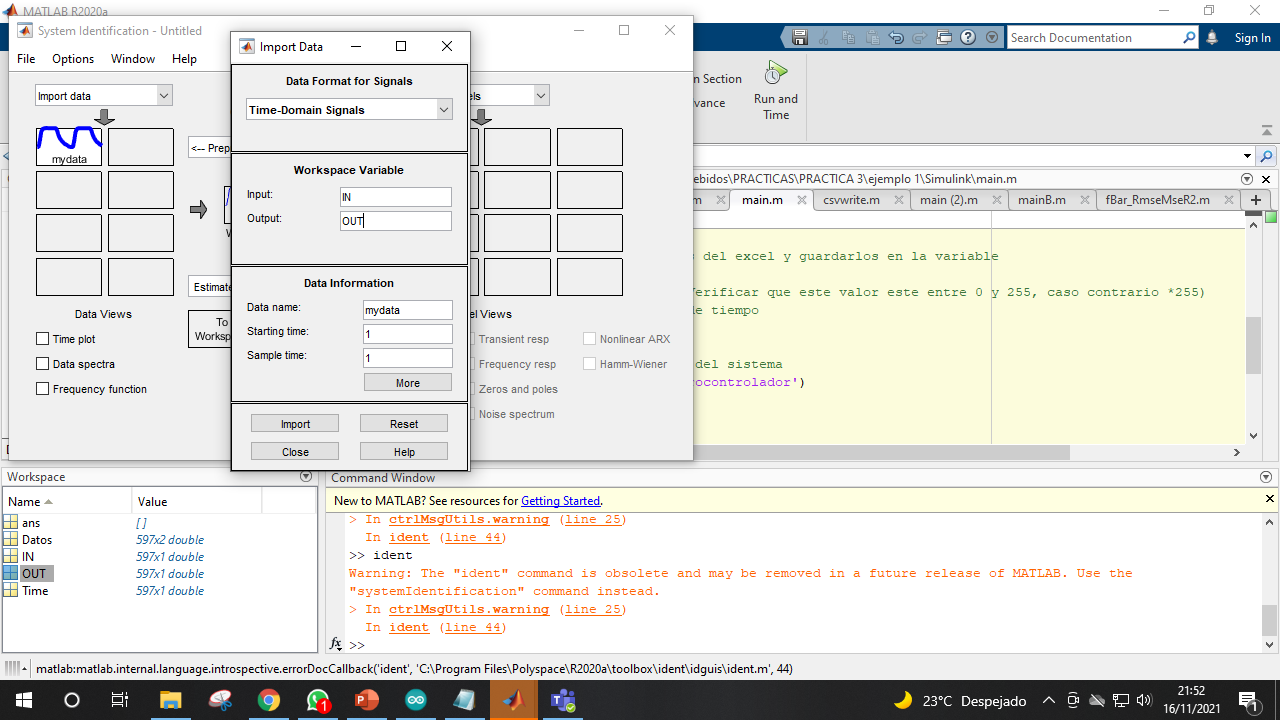 MATLAB R2020a
System Identification - Untitled
File Options Window Help
Import data
mydata
<-- Prep
Estimate
To
Worksp
Data Views
Time plot
Data spectra
Frequency function
Import Data
Data Format for Signals
Time-Domain Signals
Workspace Variable
Input: IN
Output: OUT
Data Information
Data name: mydata
Starting time: 1
Sample time: 1
More
Import Reset
Close Help
els
el Views
Transient resp Nonlinear ARX
Frequency resp Hamm-Wiener
Zeros and poles
Noise spectrum
Search Documentation
Sign In
n Section
vance
Run and
Time
ebidos\PRACTICAS\PRACTICA 3\ejemplo 1\Simulink\main.m
m main.m csvwrite.m main (2).m mainB.m fBar_RmseMseR2.m
del excel y guardarlos en la variable
Verificar que este valor este entre 0 y 255, caso contrario *255)
de tiempo
del sistema
ocontrolador')
Workspace
Name Value
ans []
Datos 597x2 double
IN 597x1 double
OUT 597x1 double
Time 597x1 double
Command Window
New to MATLAB? See resources for Getting Started.
> In ctrlMsgUtils.warning (line 25)
In ident (line 44)
>> ident
Warning: The "ident" command is obsolete and may be removed in a future release of MATLAB. Use the
"systemIdentification" command instead.
> In ctrlMsgUtils.warning (line 25)
In ident (line 44)
fx >>
matlab:matlab.internal.language.introspective.errorDocCallback('ident', 'C:\Program Files\Polyspace\R2020a\toolbox\ident\idguis\ident.m', 44)
23°C Despejado
21:52
16/11/2021
1
1